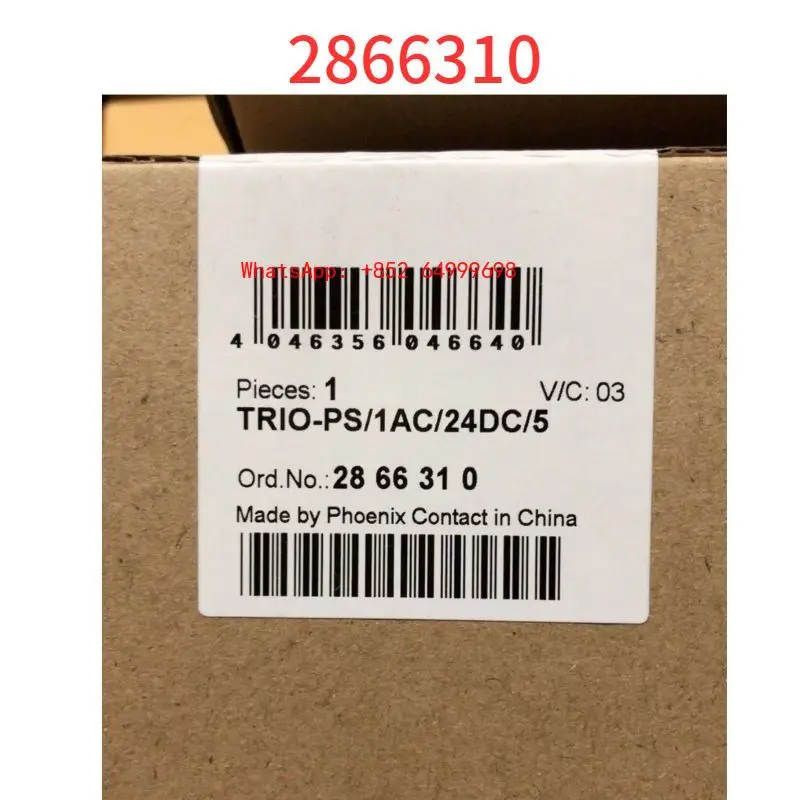 2866310
WhatsApp: +852 64999698
4 046356 046640
Pieces: 1 V/C: 03
TRIO-PS/1AC/24DC/5
Ord.No.: 28 66 31 0
Made by Phoenix Contact in China